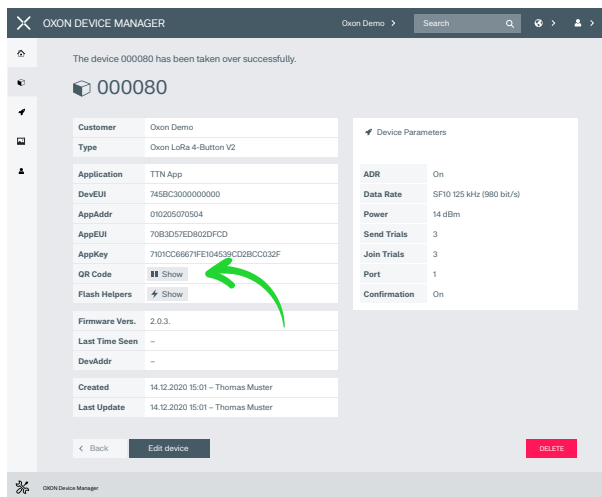 OXON DEVICE MANAGER
Oxon Demo >
Search
The device 000080 has been taken over successfully.
000080
Customer Oxon Demo
Type Oxon LoRa 4-Button V2
Application TTN App
DevEUI 745BC3000000000
AppAddr 010205070504
AppEUI 70B3D57ED802DFCD
AppKey 7101CC66671FE104539CD2BCC032F
QR Code Show
Flash Helpers Show
Firmware Vers. 2.0.3.
Last Time Seen –
DevAddr –
Created 14.12.2020 15:01 – Thomas Muster
Last Update 14.12.2020 15:01 – Thomas Muster
Device Parameters
ADR On
Data Rate SF10 125 kHz (980 bit/s)
Power 14 dBm
Send Trials 3
Join Trials 3
Port 1
Confirmation On
< Back
Edit device
DELETE
OXON Device Manager